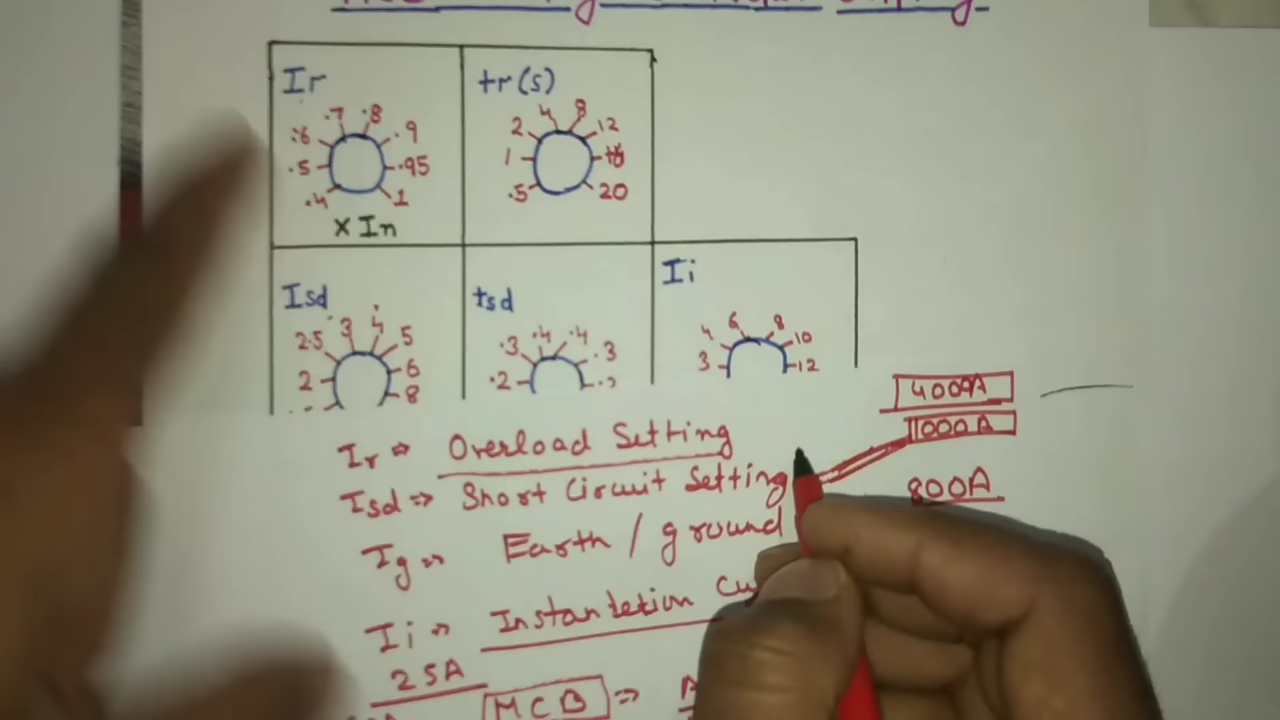 Ir
.4 .5 .6 .7 .8 .9 .95 1
X In
tr(s)
.5 1 2 4 8 12 20
Isd
2 2.5 3 4 5 6 8
tsd
.2 .3 .4 .4 .3
Ii
3 4 6 8 10 12
4000A
1000A
800A
Ir ⇒ Overload Setting
Isd ⇒ Short Circuit Setting
Ig ⇒ Earth / ground
Ii ⇒ Instantetion Cu
25A
MCB ⇒